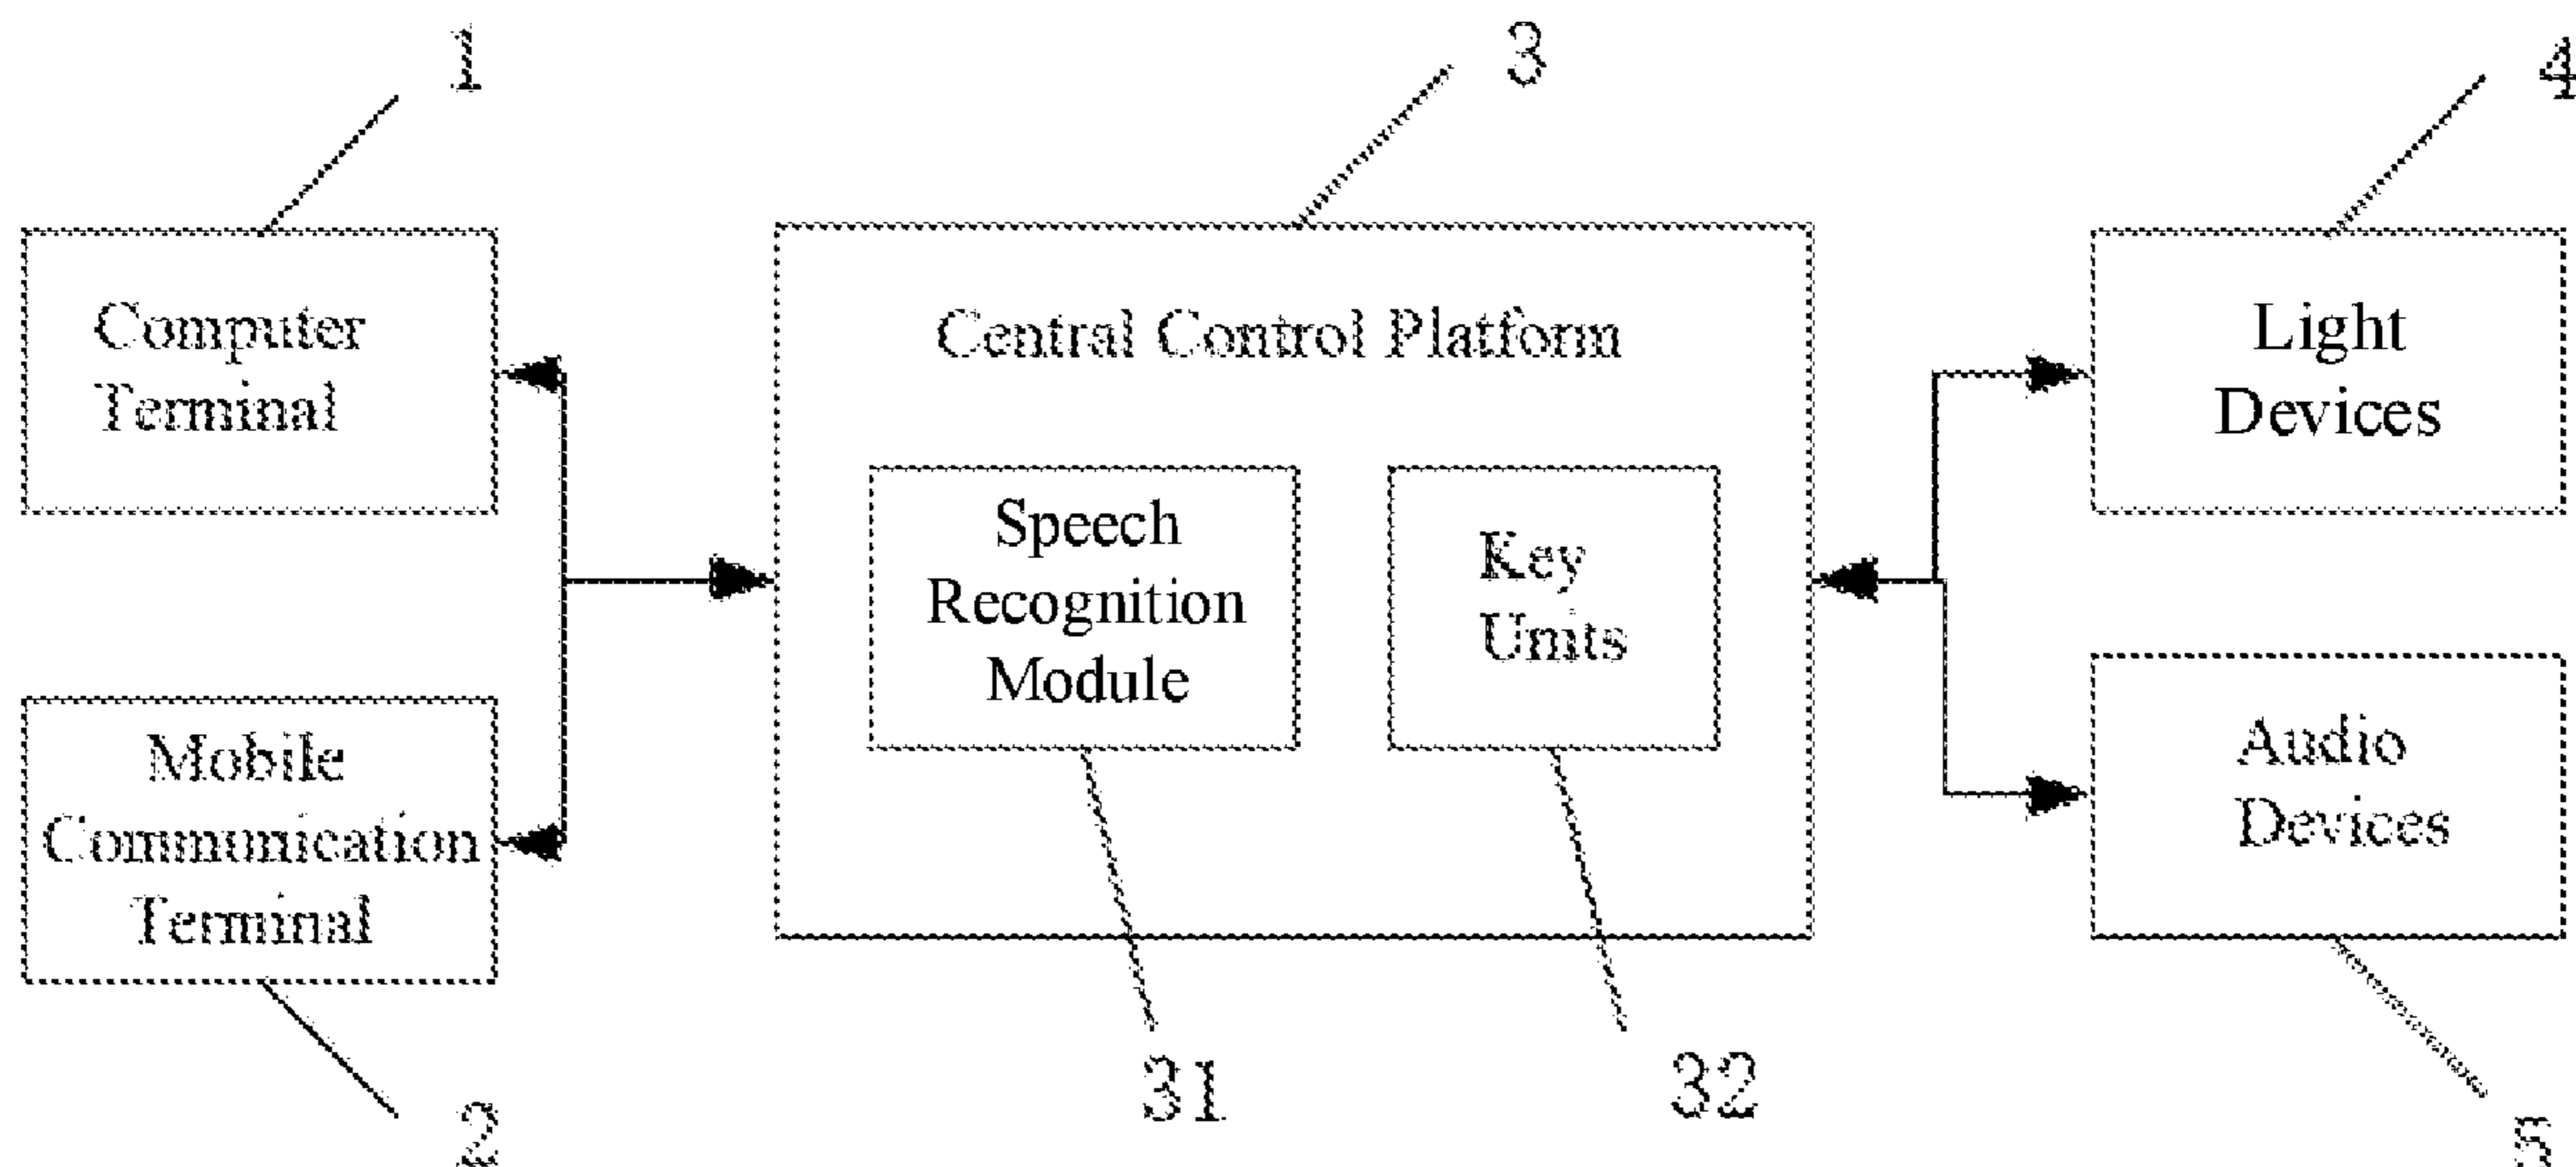 1
3
4
Computer
Terminal
Central Control Platform
Light
Devices
Speech
Recognition
Module
Key
Units
Mobile
Communication
Terminal
Audio
Devices
31
32
2
5